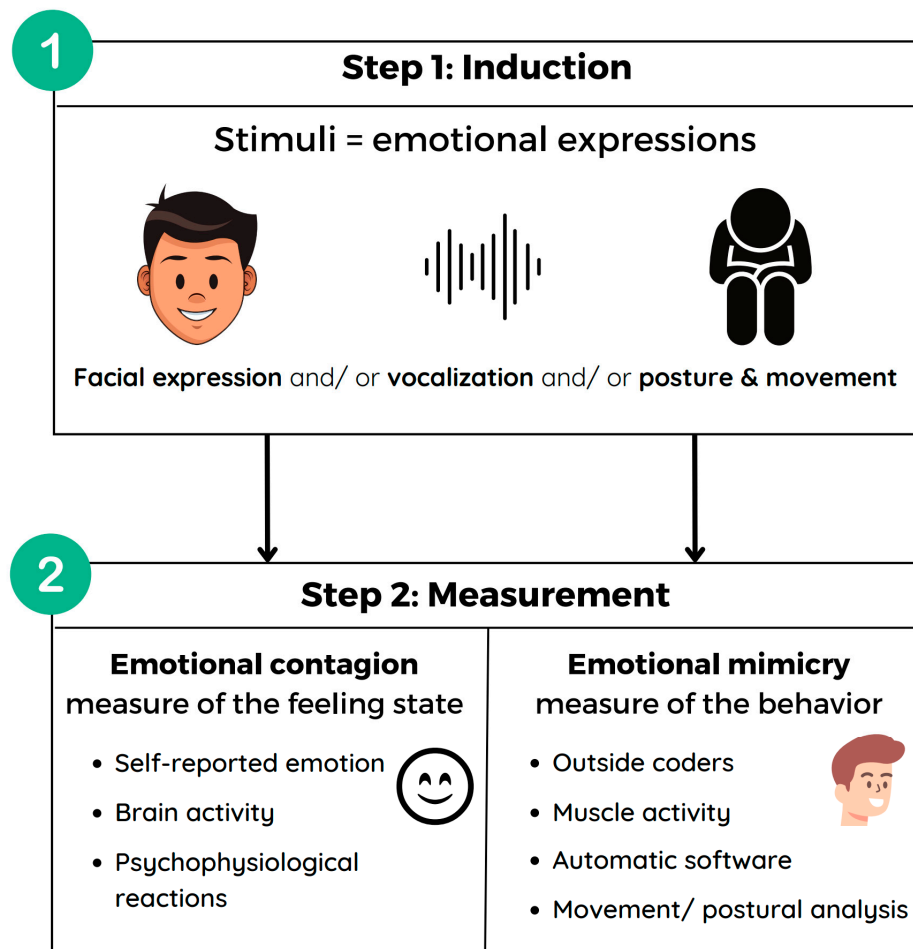 1
Step 1: Induction
Stimuli = emotional expressions
Facial expression and/ or vocalization and/ or posture & movement
2
Step 2: Measurement
Emotional contagion
measure of the feeling state
• Self-reported emotion
• Brain activity
• Psychophysiological
reactions
Emotional mimicry
measure of the behavior
• Outside coders
• Muscle activity
• Automatic software
• Movement/ postural analysis